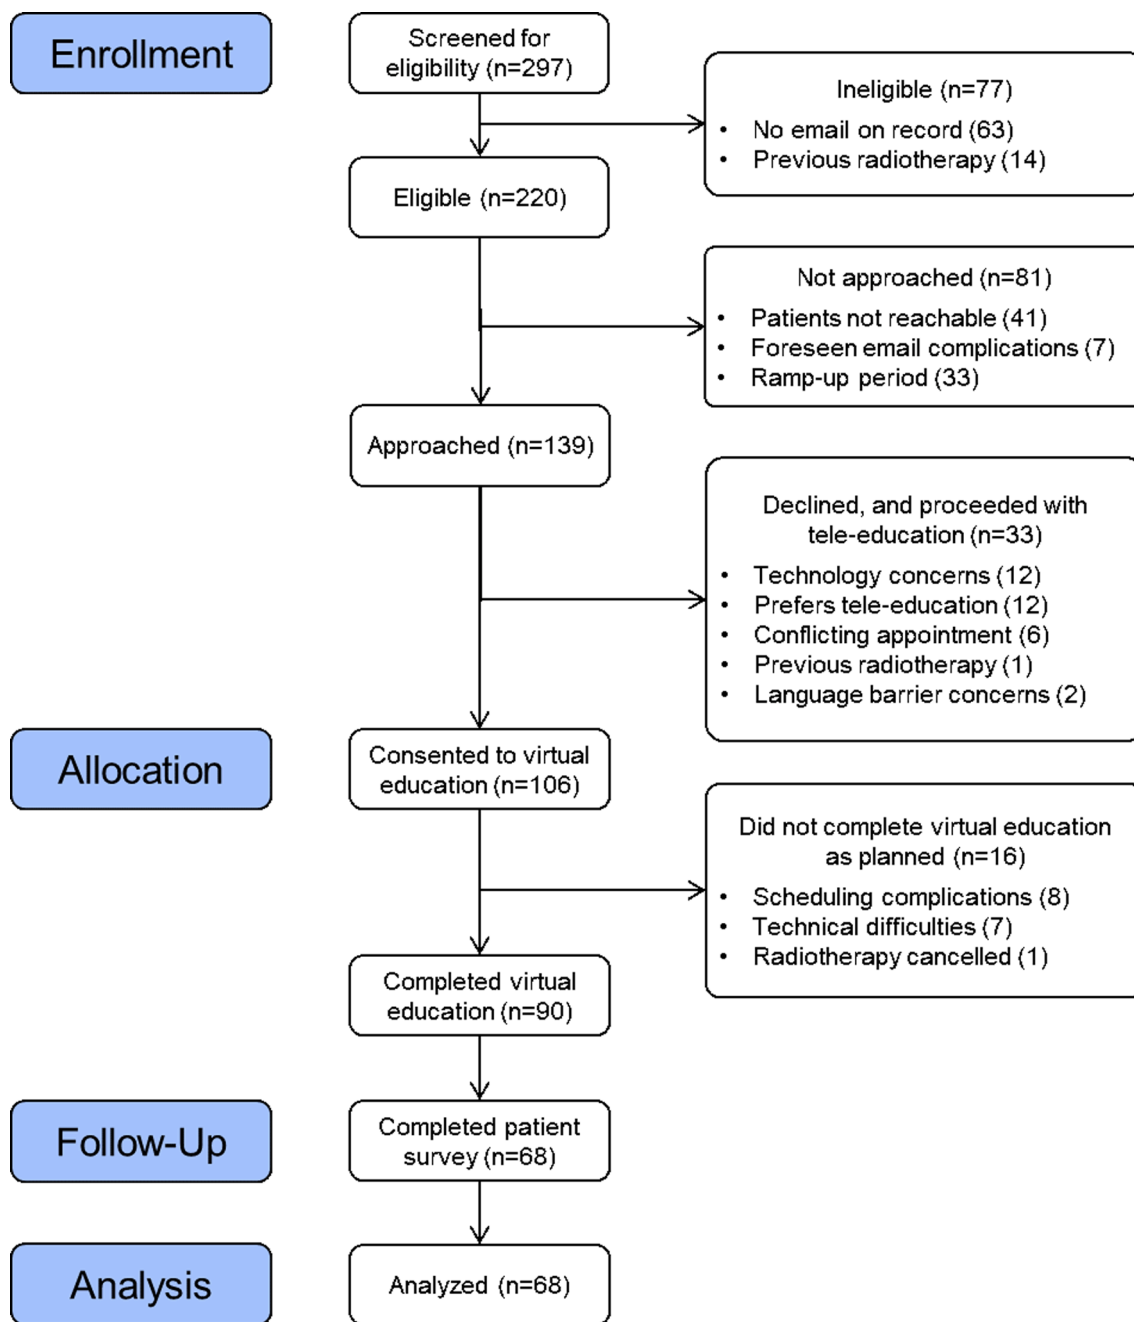 Enrollment
Screened for
eligibility (n=297)
Ineligible (n=77)
• No email on record (63)
• Previous radiotherapy (14)
Eligible (n=220)
Not approached (n=81)
• Patients not reachable (41)
• Foreseen email complications (7)
• Ramp-up period (33)
Approached (n=139)
Declined, and proceeded with
tele-education (n=33)
• Technology concerns (12)
• Prefers tele-education (12)
• Conflicting appointment (6)
• Previous radiotherapy (1)
• Language barrier concerns (2)
Allocation
Consented to virtual
education (n=106)
Did not complete virtual education
as planned (n=16)
• Scheduling complications (8)
• Technical difficulties (7)
• Radiotherapy cancelled (1)
Completed virtual
education (n=90)
Follow-Up
Completed patient
survey (n=68)
Analysis
Analyzed (n=68)